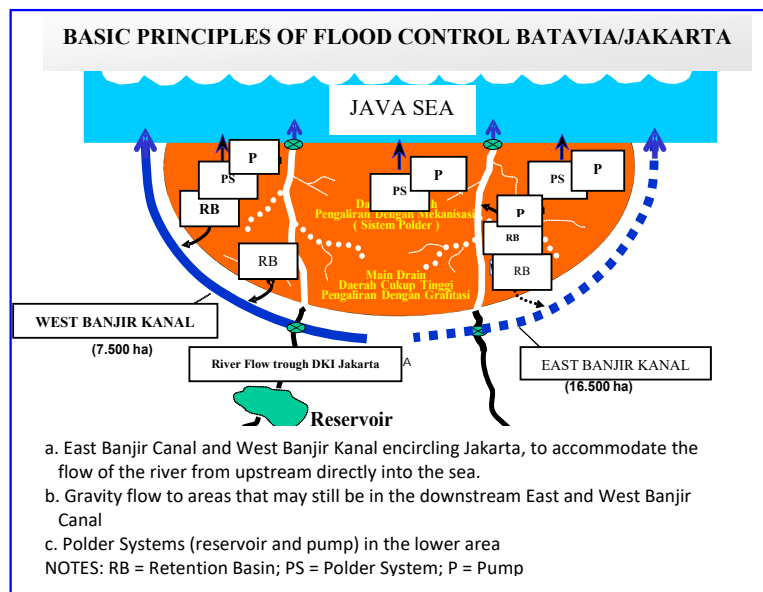 BASIC PRINCIPLES OF FLOOD CONTROL BATAVIA/JAKARTA
JAVA SEA
P
PS
RB
P
PS
P
PS
P
RB
RB
RB
Pengaliran Dengan Mekanisasi
( Sistem Polder )
Main Drain
Daerah Cukup Tinggi
Pengaliran Dengan Grafitasi
WEST BANJIR KANAL
(7.500 ha)
River Flow trough DKI Jakarta
A
EAST BANJIR KANAL
(16.500 ha)
Reservoir
a. East Banjir Canal and West Banjir Kanal encircling Jakarta, to accommodate the
flow of the river from upstream directly into the sea.
b. Gravity flow to areas that may still be in the downstream East and West Banjir
Canal
c. Polder Systems (reservoir and pump) in the lower area
NOTES: RB = Retention Basin; PS = Polder System; P = Pump